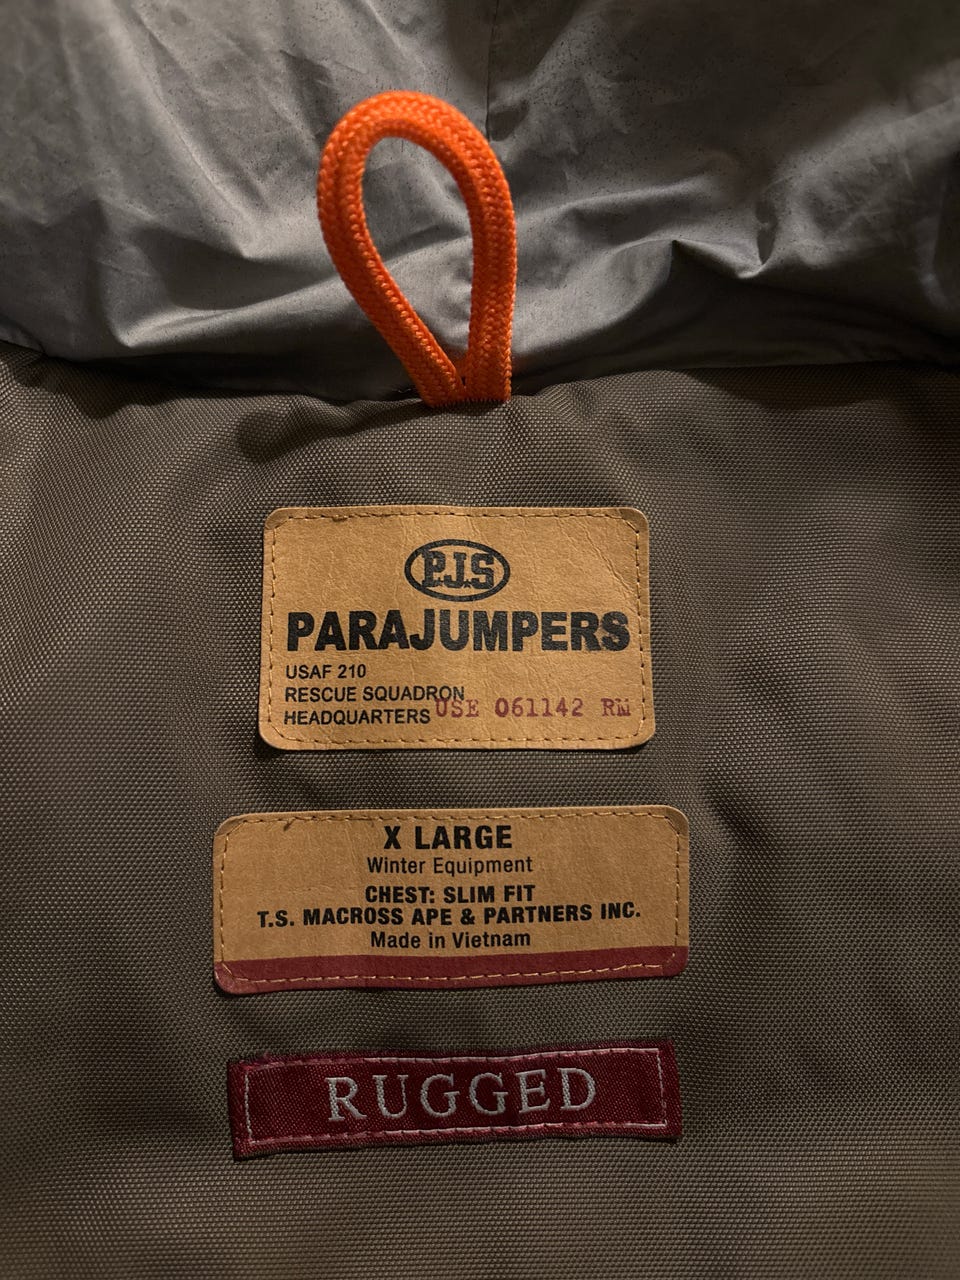 P.J.S
PARAJUMPERS
USAF 210
RESCUE SQUADRON
HEADQUARTERS USE 061142 RM
X LARGE
Winter Equipment
CHEST: SLIM FIT
T.S. MACROSS APE & PARTNERS INC.
Made in Vietnam
RUGGED